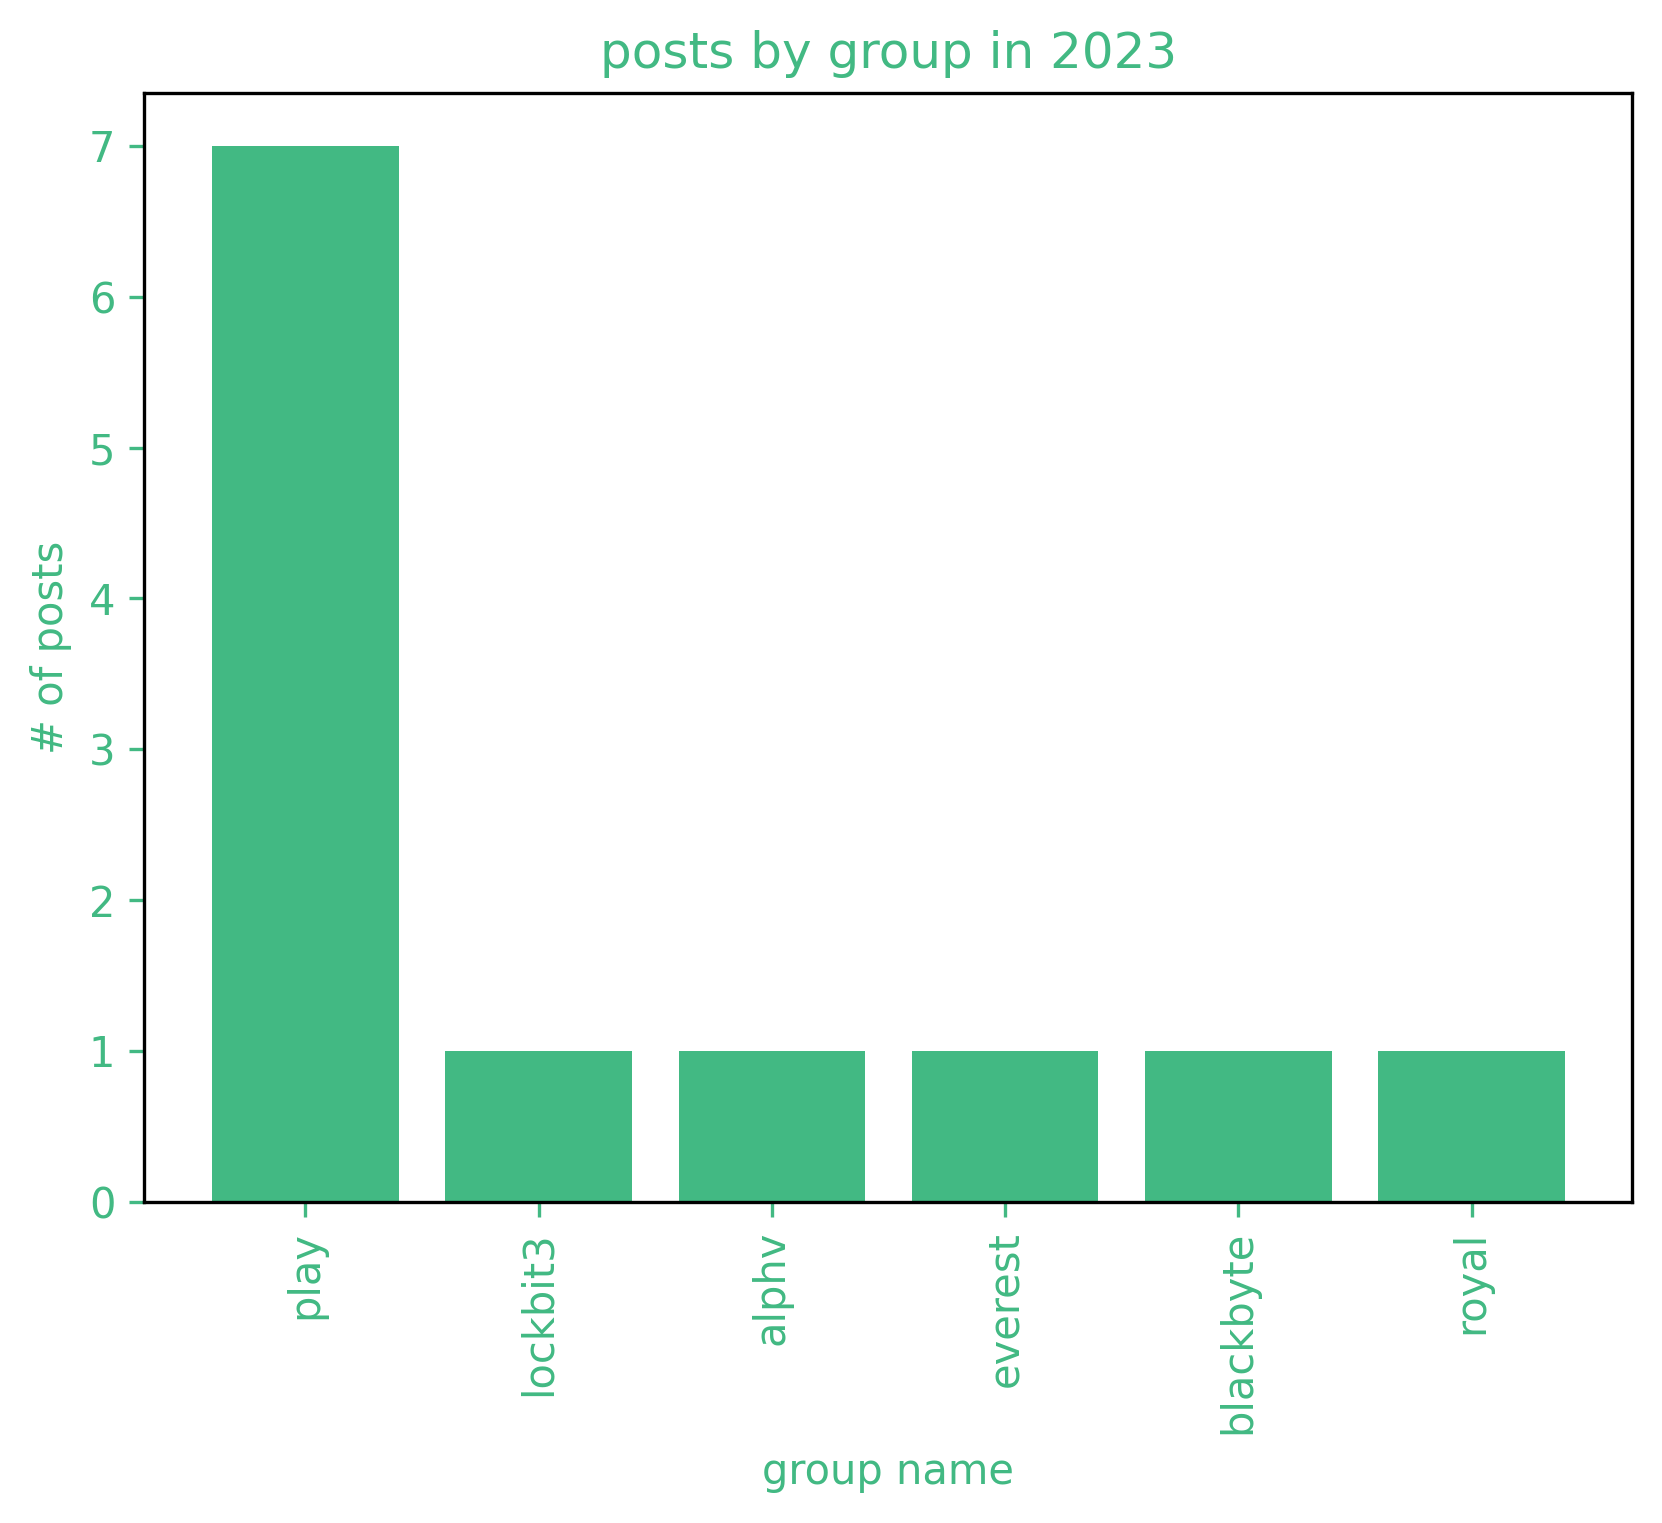 posts by group in 2023
# of posts
7
6
5
4
3
2
1
0
play
lockbit3
alphv
everest
blackbyte
royal
group name